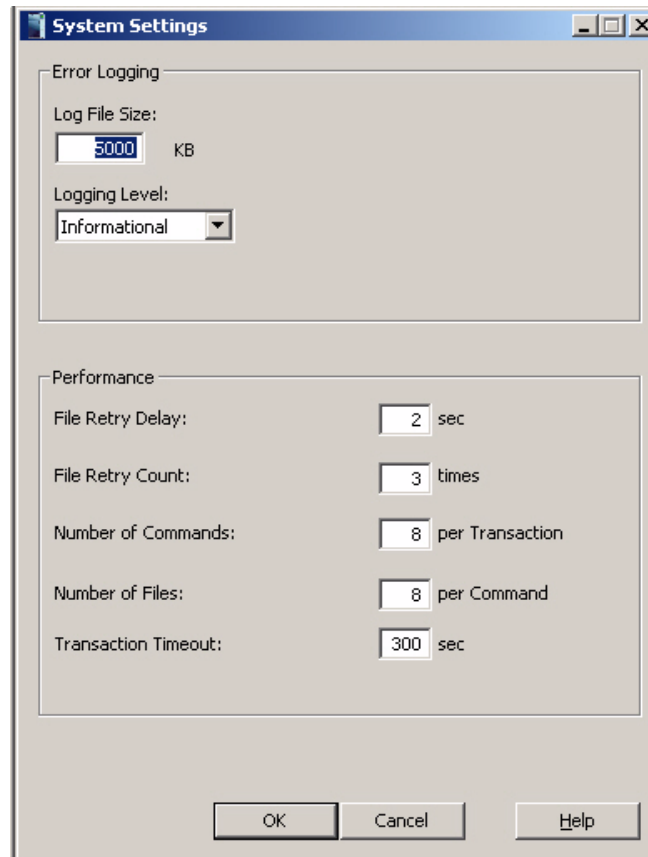 System Settings
Error Logging
Log File Size:
5000 KB
Logging Level:
Informational
Performance
File Retry Delay: 2 sec
File Retry Count: 3 times
Number of Commands: 8 per Transaction
Number of Files: 8 per Command
Transaction Timeout: 300 sec
OK Cancel Help